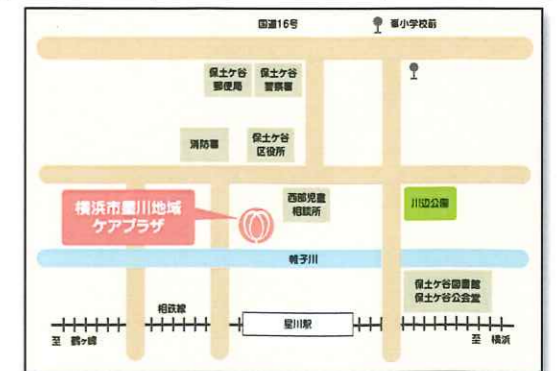 国道16号
峯小学校前
保土ケ谷
郵便局
保土ケ谷
警察署
消防署
保土ケ谷
区役所
横浜市星川地域
ケアプラザ
西部児童
相談所
川辺公園
帷子川
保土ケ谷図書館
保土ケ谷公会堂
相鉄線
星川駅
至 鶴ヶ峰
至 横浜